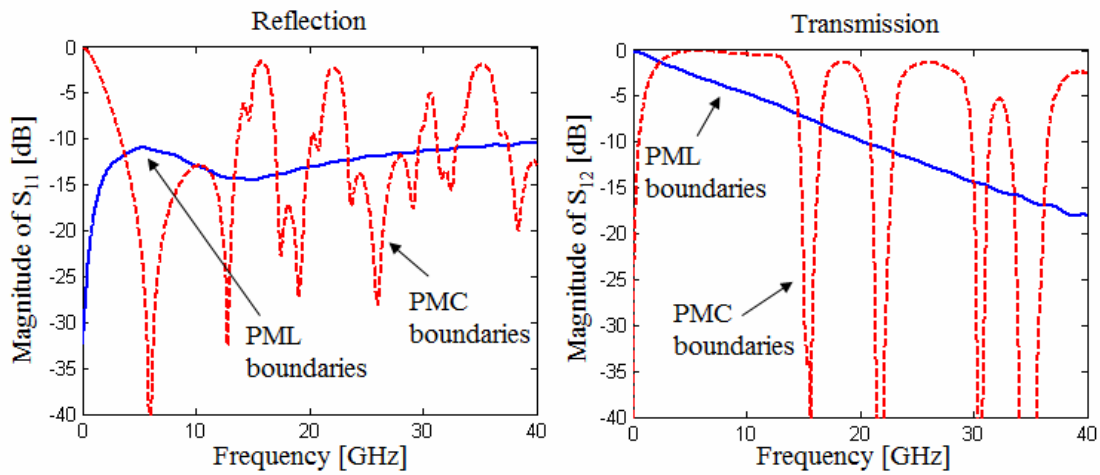 Reflection
Magnitude of S11 [dB]
0
-5
-10
-15
-20
-25
-30
-35
-40
0
10
20
30
40
Frequency [GHz]
PML
boundaries
PMC
boundaries
Transmission
Magnitude of S12 [dB]
0
-5
-10
-15
-20
-25
-30
-35
-40
0
10
20
30
40
Frequency [GHz]
PML
boundaries
PMC
boundaries